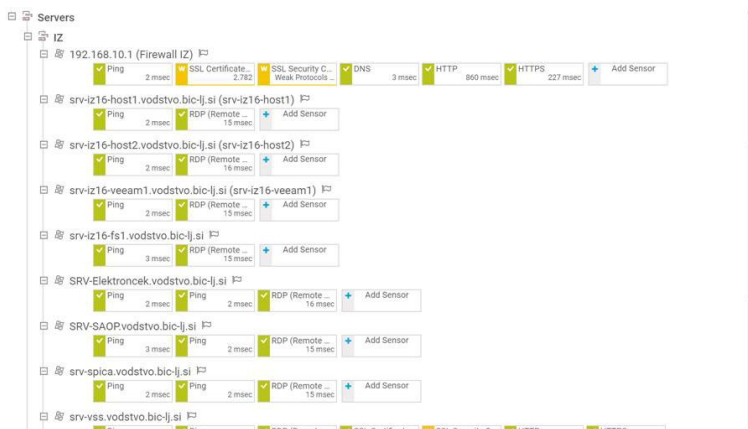 Servers
IZ
192.168.10.1 (Firewall IZ)
Ping W SSL Certificate... W SSL Security C... DNS HTTP HTTPS + Add Sensor
2 msec 2.782 Weak Protocols ... 3 msec 860 msec 227 msec
srv-iz16-host1.vodstvo.bic-lj.si (srv-iz16-host1)
Ping RDP (Remote ... + Add Sensor
2 msec 15 msec
srv-iz16-host2.vodstvo.bic-lj.si (srv-iz16-host2)
Ping RDP (Remote ... + Add Sensor
2 msec 16 msec
srv-iz16-veeam1.vodstvo.bic-lj.si (srv-iz16-veeam1)
Ping RDP (Remote ... + Add Sensor
2 msec 15 msec
srv-iz16-fs1.vodstvo.bic-lj.si
Ping RDP (Remote ... + Add Sensor
3 msec 15 msec
SRV-Elektroncek.vodstvo.bic-lj.si
Ping Ping RDP (Remote ... + Add Sensor
2 msec 2 msec 16 msec
SRV-SAOP.vodstvo.bic-lj.si
Ping Ping RDP (Remote ... + Add Sensor
3 msec 2 msec 15 msec
srv-spica.vodstvo.bic-lj.si
Ping Ping RDP (Remote ... + Add Sensor
2 msec 2 msec 15 msec
srv-vss.vodstvo.bic-lj.si